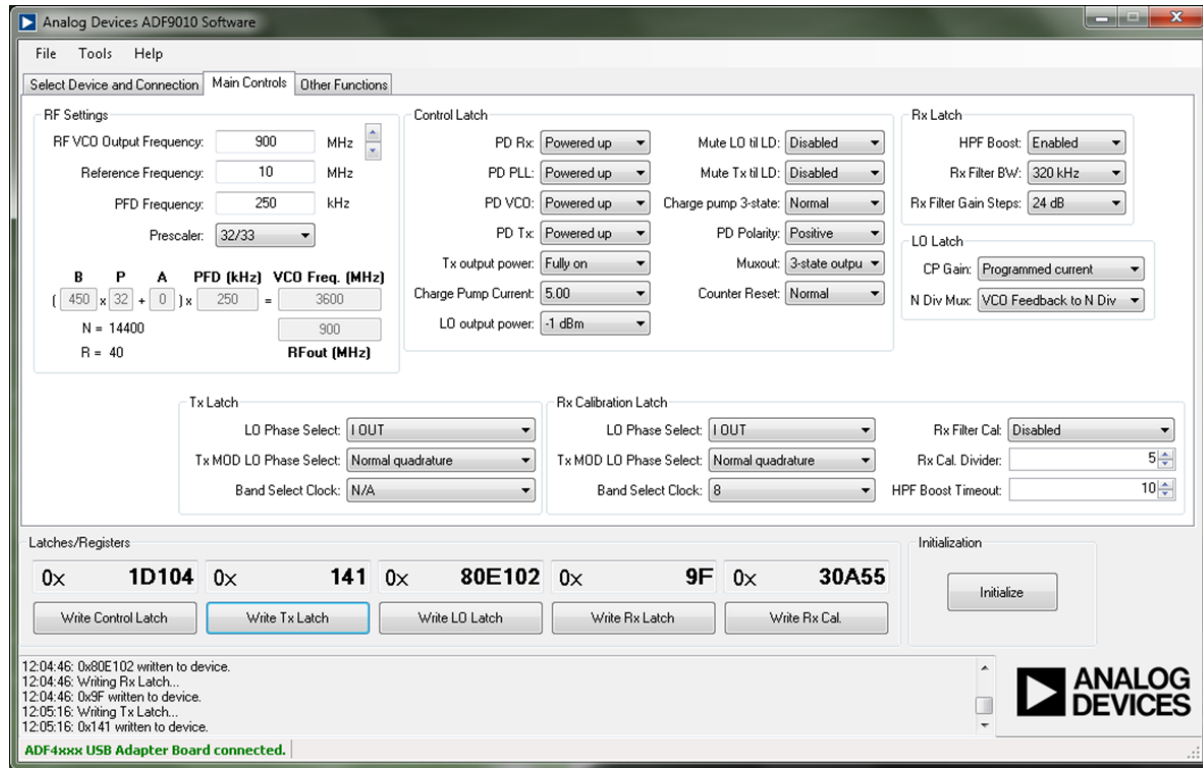 Analog Devices ADF9010 Software
File Tools Help
Select Device and Connection Main Controls Other Functions
RF Settings
RF VCO Output Frequency: 900 MHz
Reference Frequency: 10 MHz
PFD Frequency: 250 kHz
Prescaler: 32/33
B P A PFD (kHz) VCO Freq. (MHz)
( 450 x 32 + 0 ) x 250 = 3600
N = 14400 900
R = 40 RFout (MHz)
Control Latch
PD Rx: Powered up Mute LO til LD: Disabled
PD PLL: Powered up Mute Tx til LD: Disabled
PD VCO: Powered up Charge pump 3-state: Normal
PD Tx: Powered up PD Polarity: Positive
Tx output power: Fully on Muxout: 3-state outpu
Charge Pump Current: 5.00 Counter Reset: Normal
LO output power: -1 dBm
Rx Latch
HPF Boost: Enabled
Rx Filter BW: 320 kHz
Rx Filter Gain Steps: 24 dB
LO Latch
CP Gain: Programmed current
N Div Mux: VCO Feedback to N Div
Tx Latch
LO Phase Select: I OUT
Tx MOD LO Phase Select: Normal quadrature
Band Select Clock: N/A
Rx Calibration Latch
LO Phase Select: I OUT Rx Filter Cal: Disabled
Tx MOD LO Phase Select: Normal quadrature Rx Cal. Divider: 5
Band Select Clock: 8 HPF Boost Timeout: 10
Latches/Registers
0x 1D104 0x 141 0x 80E102 0x 9F 0x 30A55
Write Control Latch Write Tx Latch Write LO Latch Write Rx Latch Write Rx Cal.
Initialization
Initialize
12:04:46: 0x80E102 written to device.
12:04:46: Writing Rx Latch...
12:04:46: 0x9F written to device.
12:05:16: Writing Tx Latch...
12:05:16: 0x141 written to device.
ANALOG
DEVICES
ADF4xxx USB Adapter Board connected.